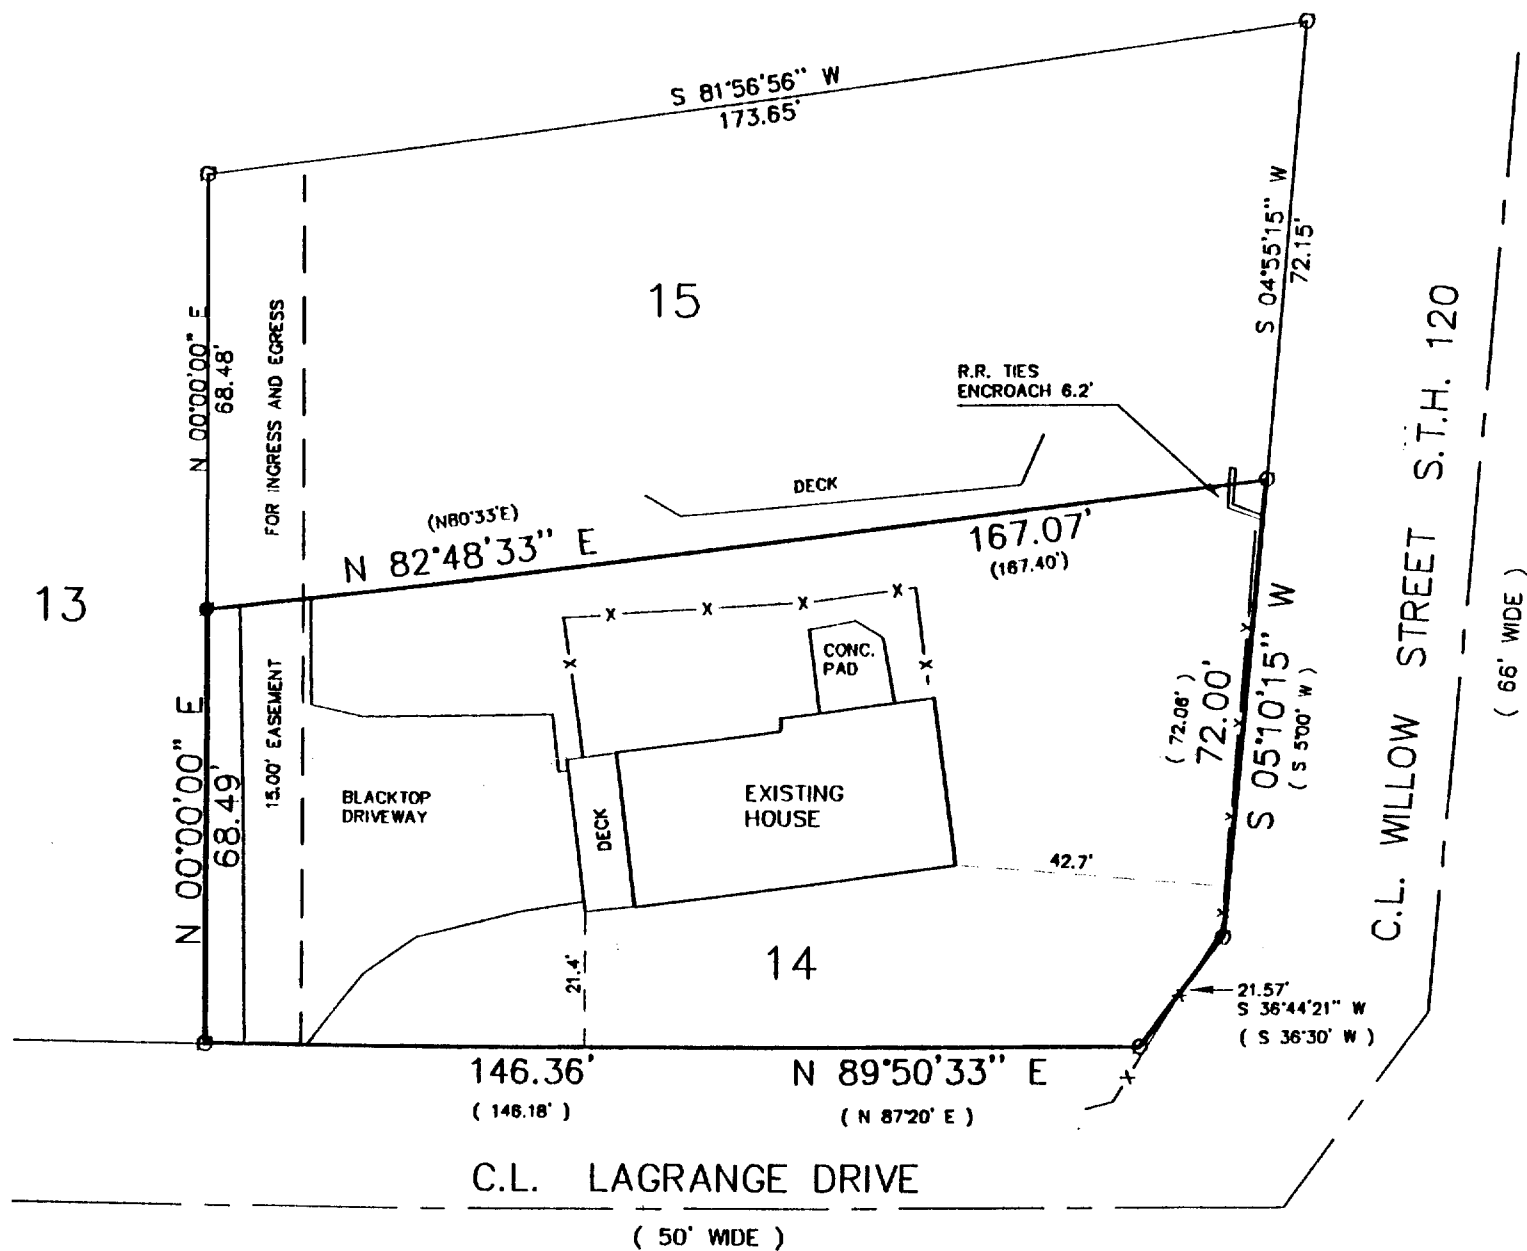 S 81°56'56" W
173.65'
S 04°55'15" W
72.15'
15
N 00°00'00" E
68.48'
FOR INGRESS AND EGRESS
R.R. TIES
ENCROACH 6.2'
C.L. WILLOW STREET S.T.H. 120
( 66' WIDE )
DECK
(N80°33'E)
N 82°48'33" E
167.07'
(167.40')
13
CONC.
PAD
N 00°00'00" E
68.49'
15.00' EASEMENT
BLACKTOP
DRIVEWAY
DECK
EXISTING
HOUSE
42.7'
( 72.06' )
72.00'
S 05°10'15" W
( S 5°00' W )
21.4'
14
21.57'
S 36°44'21" W
( S 36°30' W )
146.36'
N 89°50'33" E
( 146.18' )
( N 87°20' E )
C.L. LAGRANGE DRIVE
( 50' WIDE )